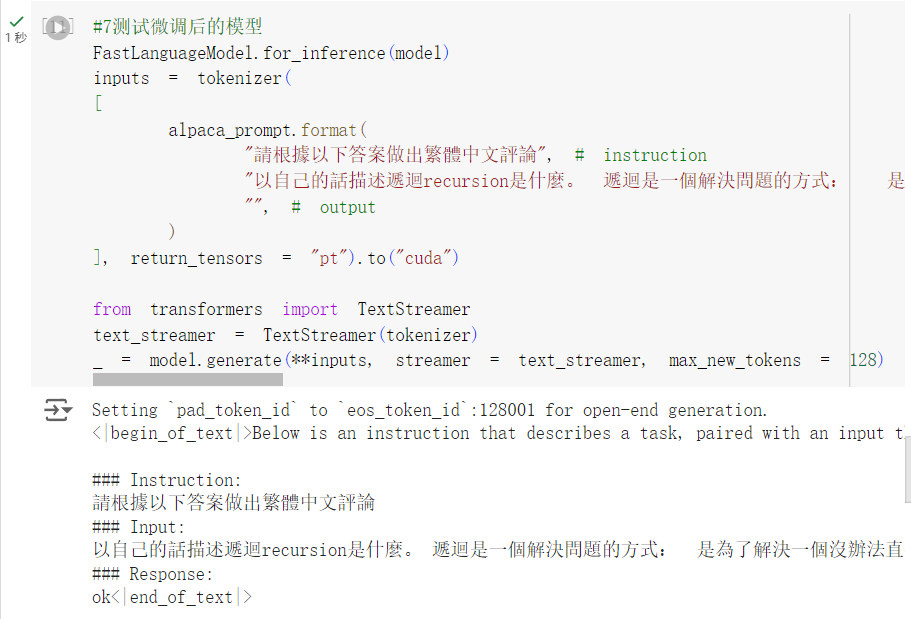 [11]
1 秒
#7测试微调后的模型
FastLanguageModel.for_inference(model)
inputs = tokenizer(
[
alpaca_prompt.format(
"請根據以下答案做出繁體中文評論", # instruction
"以自己的話描述遞迴recursion是什麼。 遞迴是一個解決問題的方式： 是
"", # output
)
], return_tensors = "pt").to("cuda")
from transformers import TextStreamer
text_streamer = TextStreamer(tokenizer)
_ = model.generate(**inputs, streamer = text_streamer, max_new_tokens = 128)
Setting `pad_token_id` to `eos_token_id`:128001 for open-end generation.
<|begin_of_text|>Below is an instruction that describes a task, paired with an input t
### Instruction:
請根據以下答案做出繁體中文評論
### Input:
以自己的話描述遞迴recursion是什麼。 遞迴是一個解決問題的方式： 是為了解決一個沒辦法直
### Response:
ok<|end_of_text|>